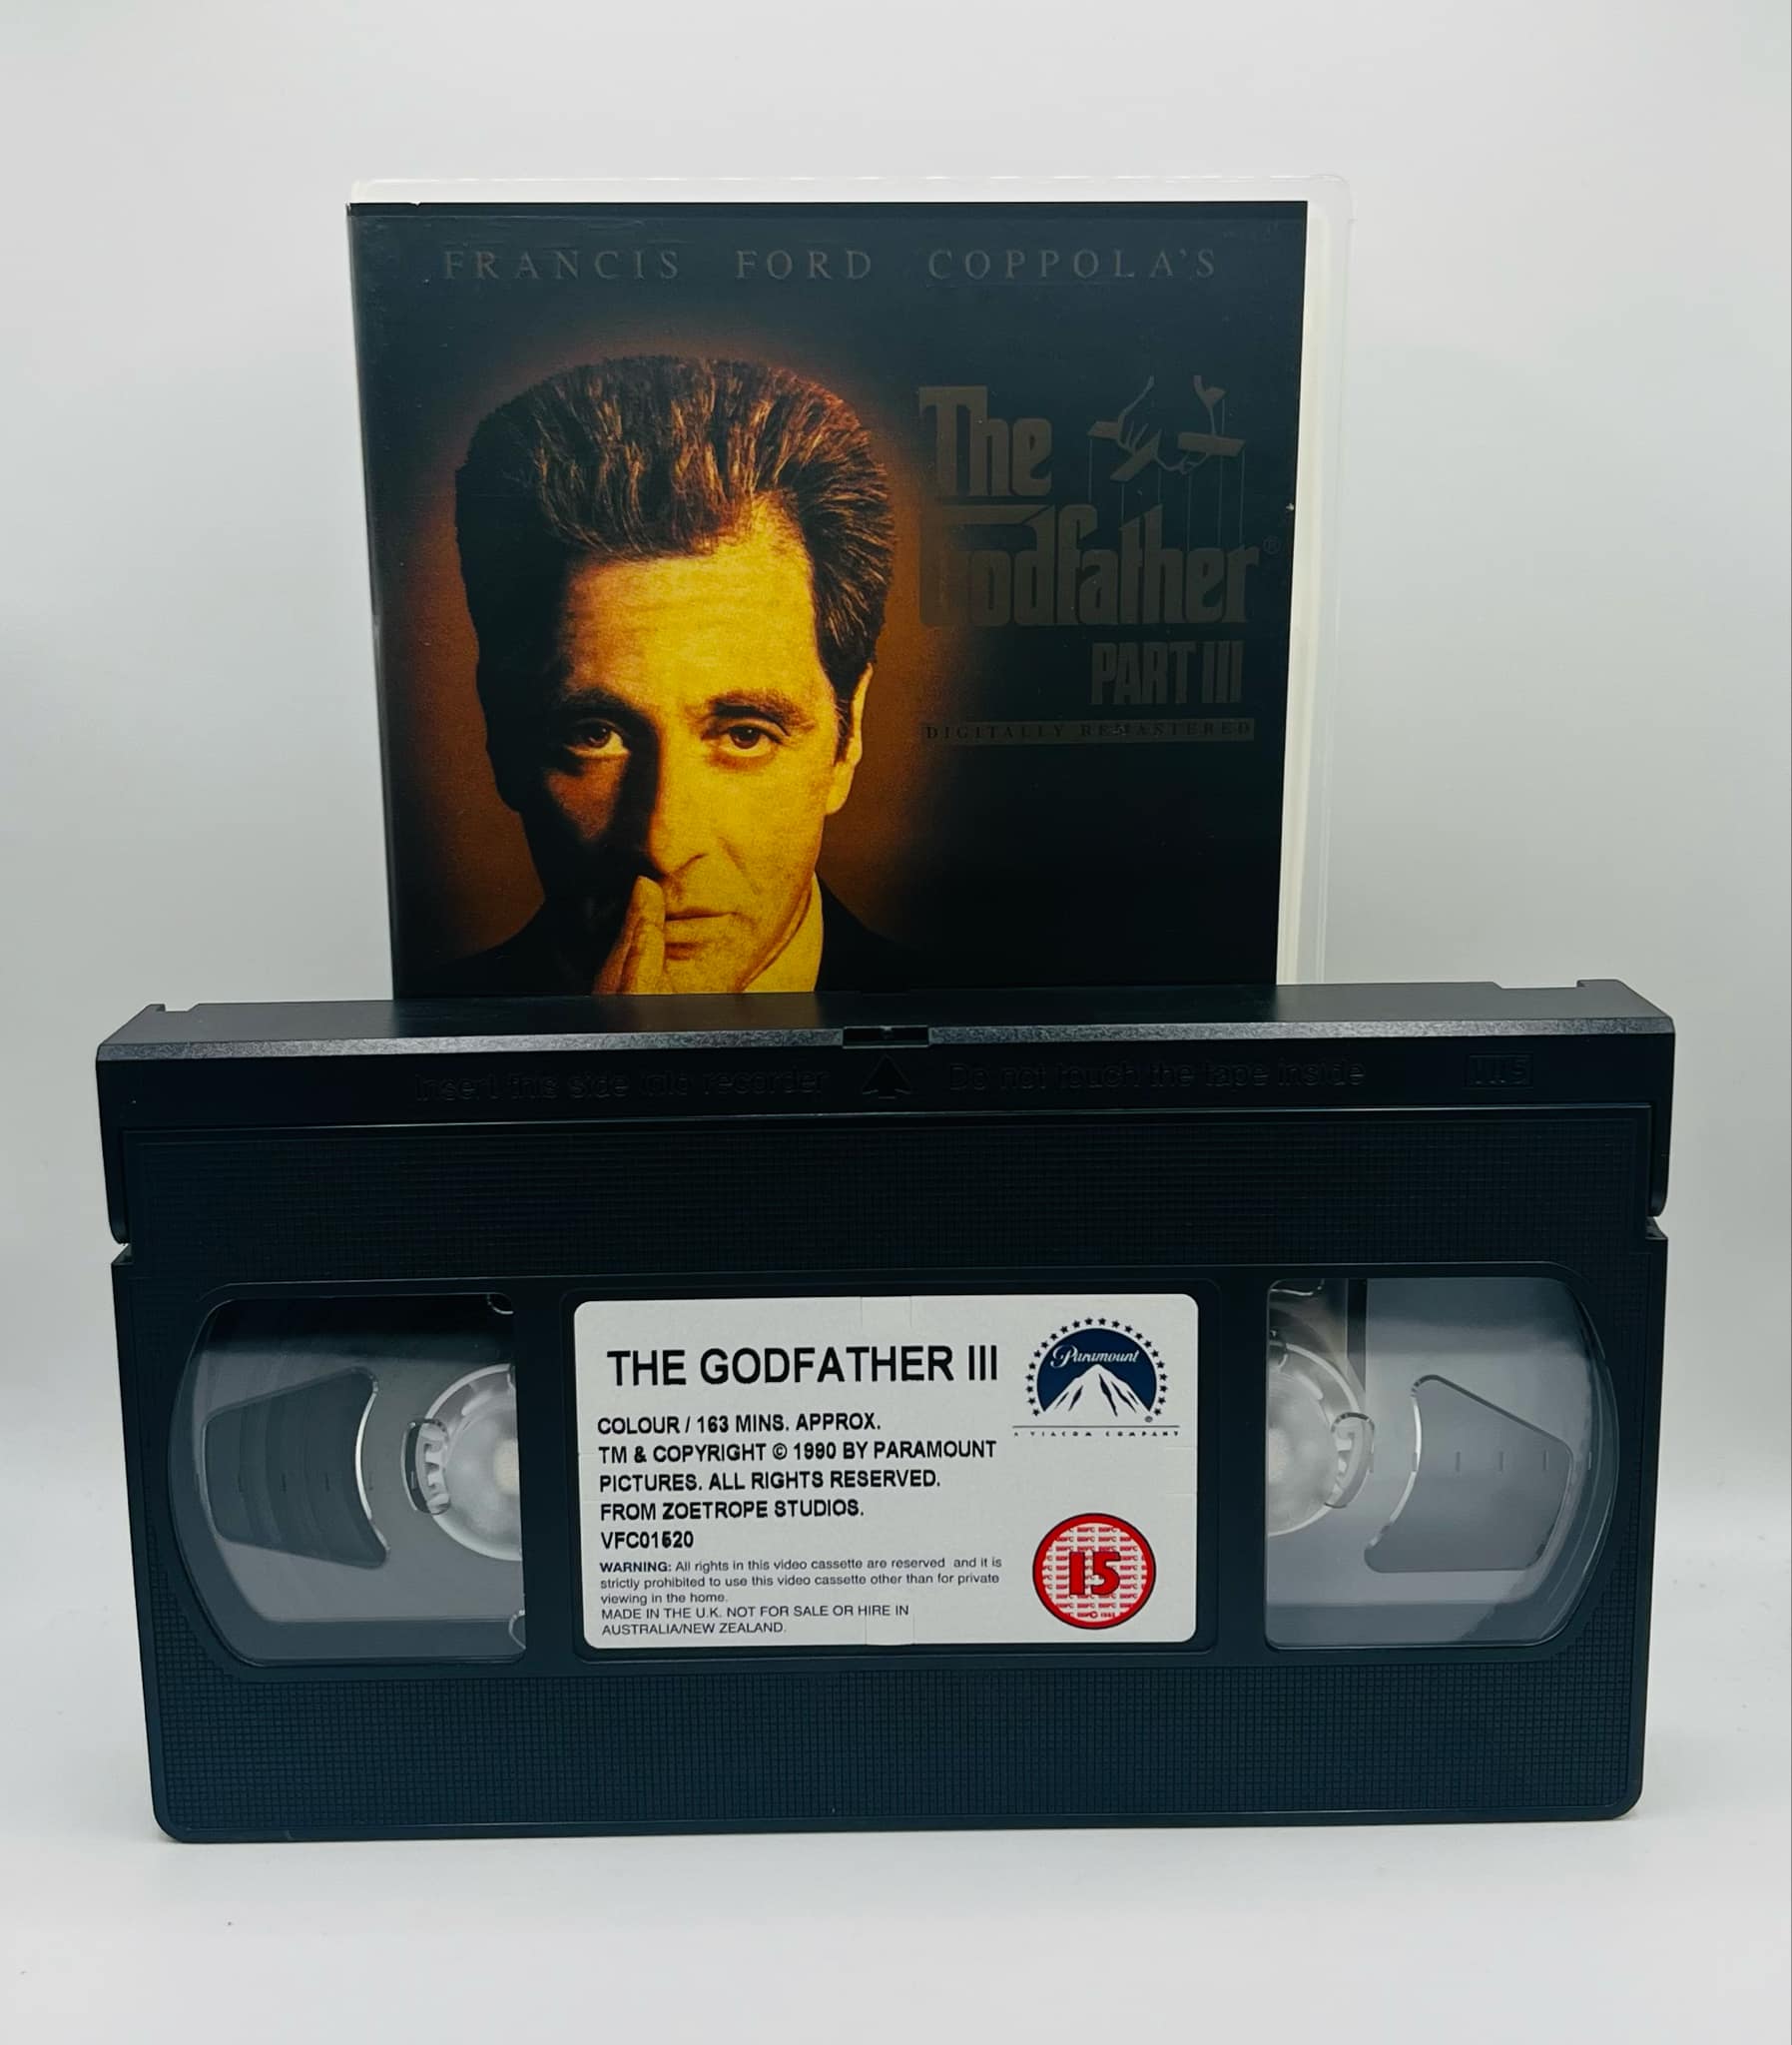 FRANCIS FORD COPPOLA'S
The
Godfather®
PART III
DIGITALLY REMASTERED
Insert this side into recorder
Do not touch the tape inside
VHS
THE GODFATHER III
Paramount
®
A VIACOM COMPANY
COLOUR / 163 MINS. APPROX.
TM & COPYRIGHT © 1990 BY PARAMOUNT
PICTURES. ALL RIGHTS RESERVED.
FROM ZOETROPE STUDIOS.
VFC01520
WARNING: All rights in this video cassette are reserved and it is
strictly prohibited to use this video cassette other than for private
viewing in the home.
MADE IN THE U.K. NOT FOR SALE OR HIRE IN
AUSTRALIA/NEW ZEALAND.
15